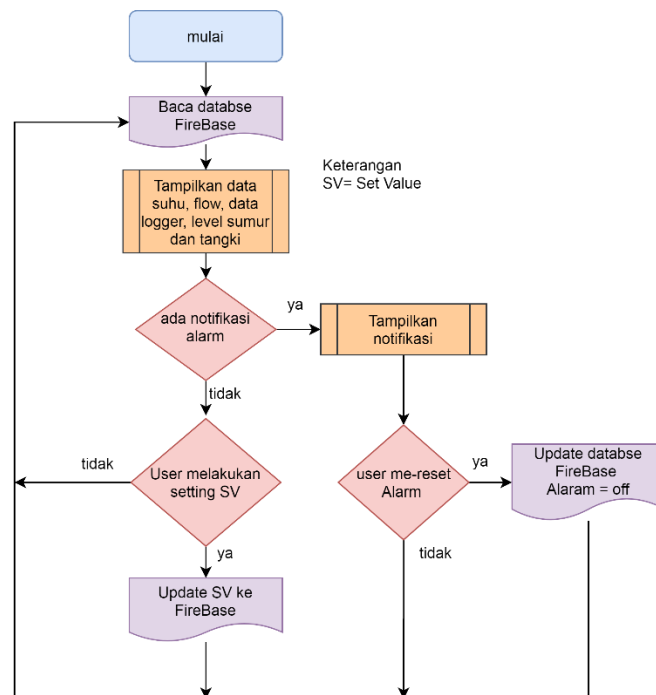 mulai
Baca databse
FireBase
Keterangan
SV= Set Value
Tampilkan data
suhu, flow, data
logger, level sumur
dan tangki
ada notifikasi
alarm
ya
Tampilkan
notifikasi
tidak
User melakukan
setting SV
tidak
user me-reset
Alarm
ya
Update databse
FireBase
Alaram = off
ya
tidak
Update SV ke
FireBase